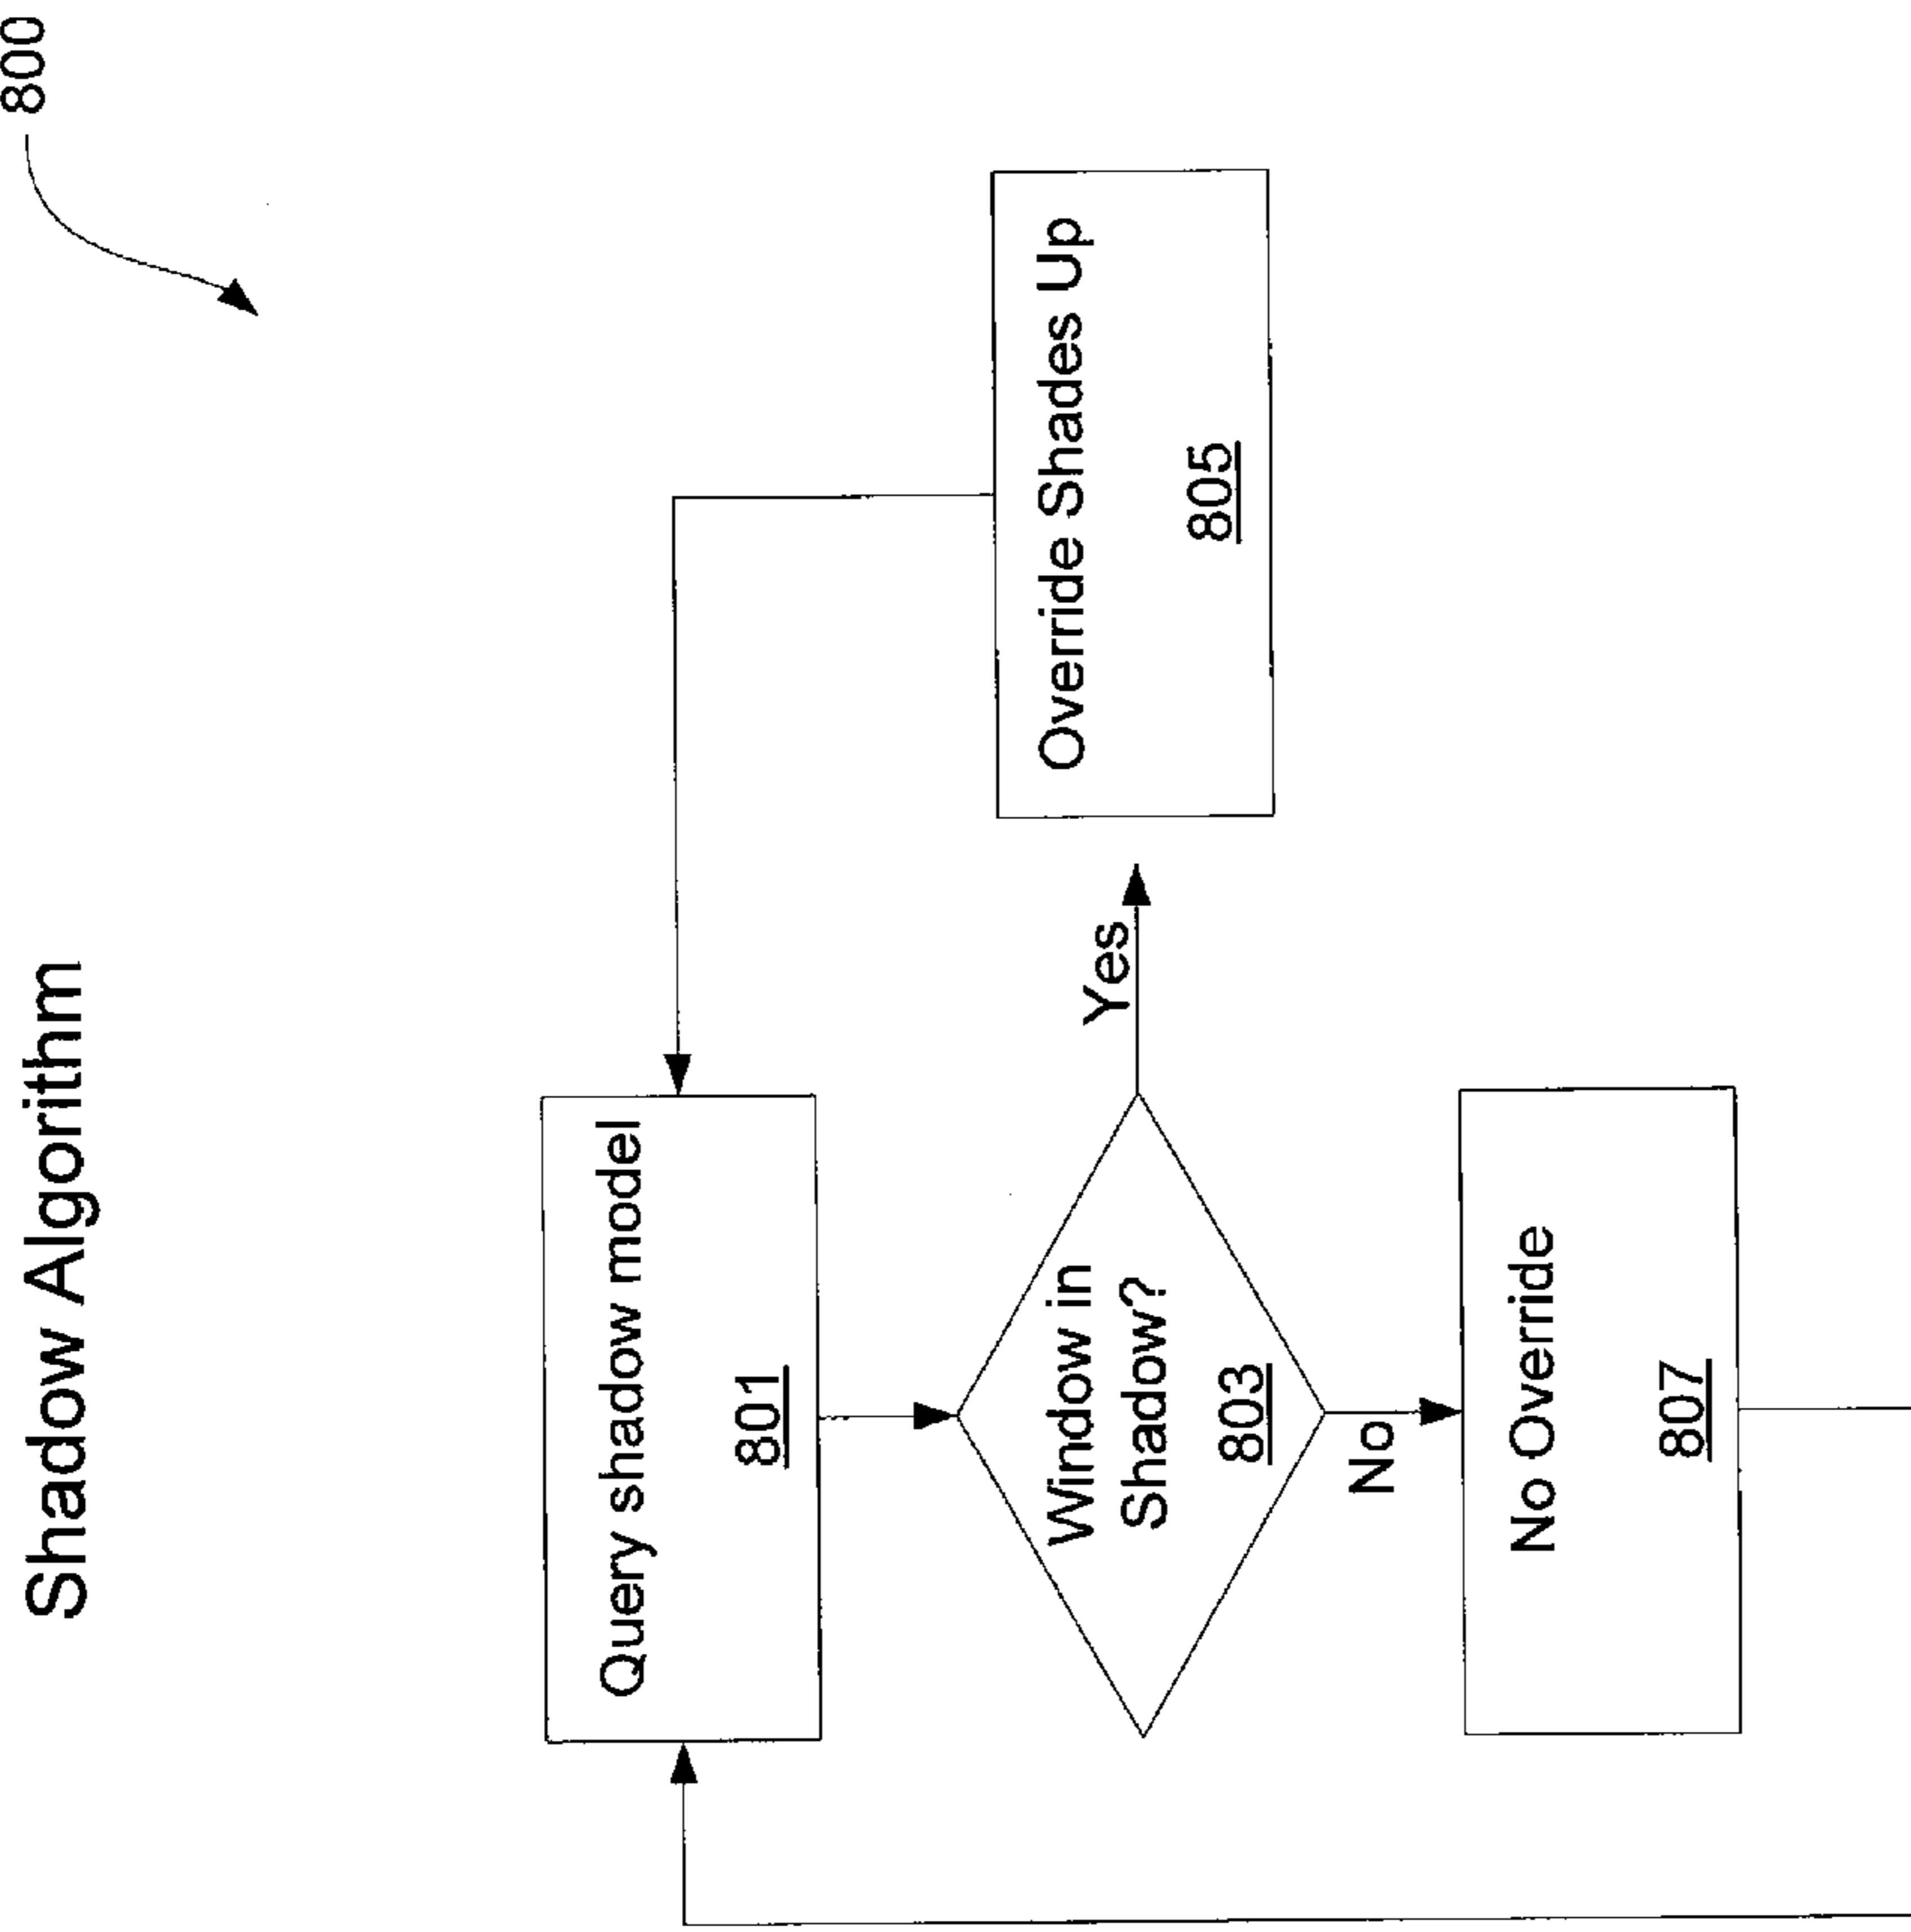 Shadow Algorithm
800
Query shadow model
801
Window in
Shadow?
803
Yes
Override Shades Up
805
No
No Override
807